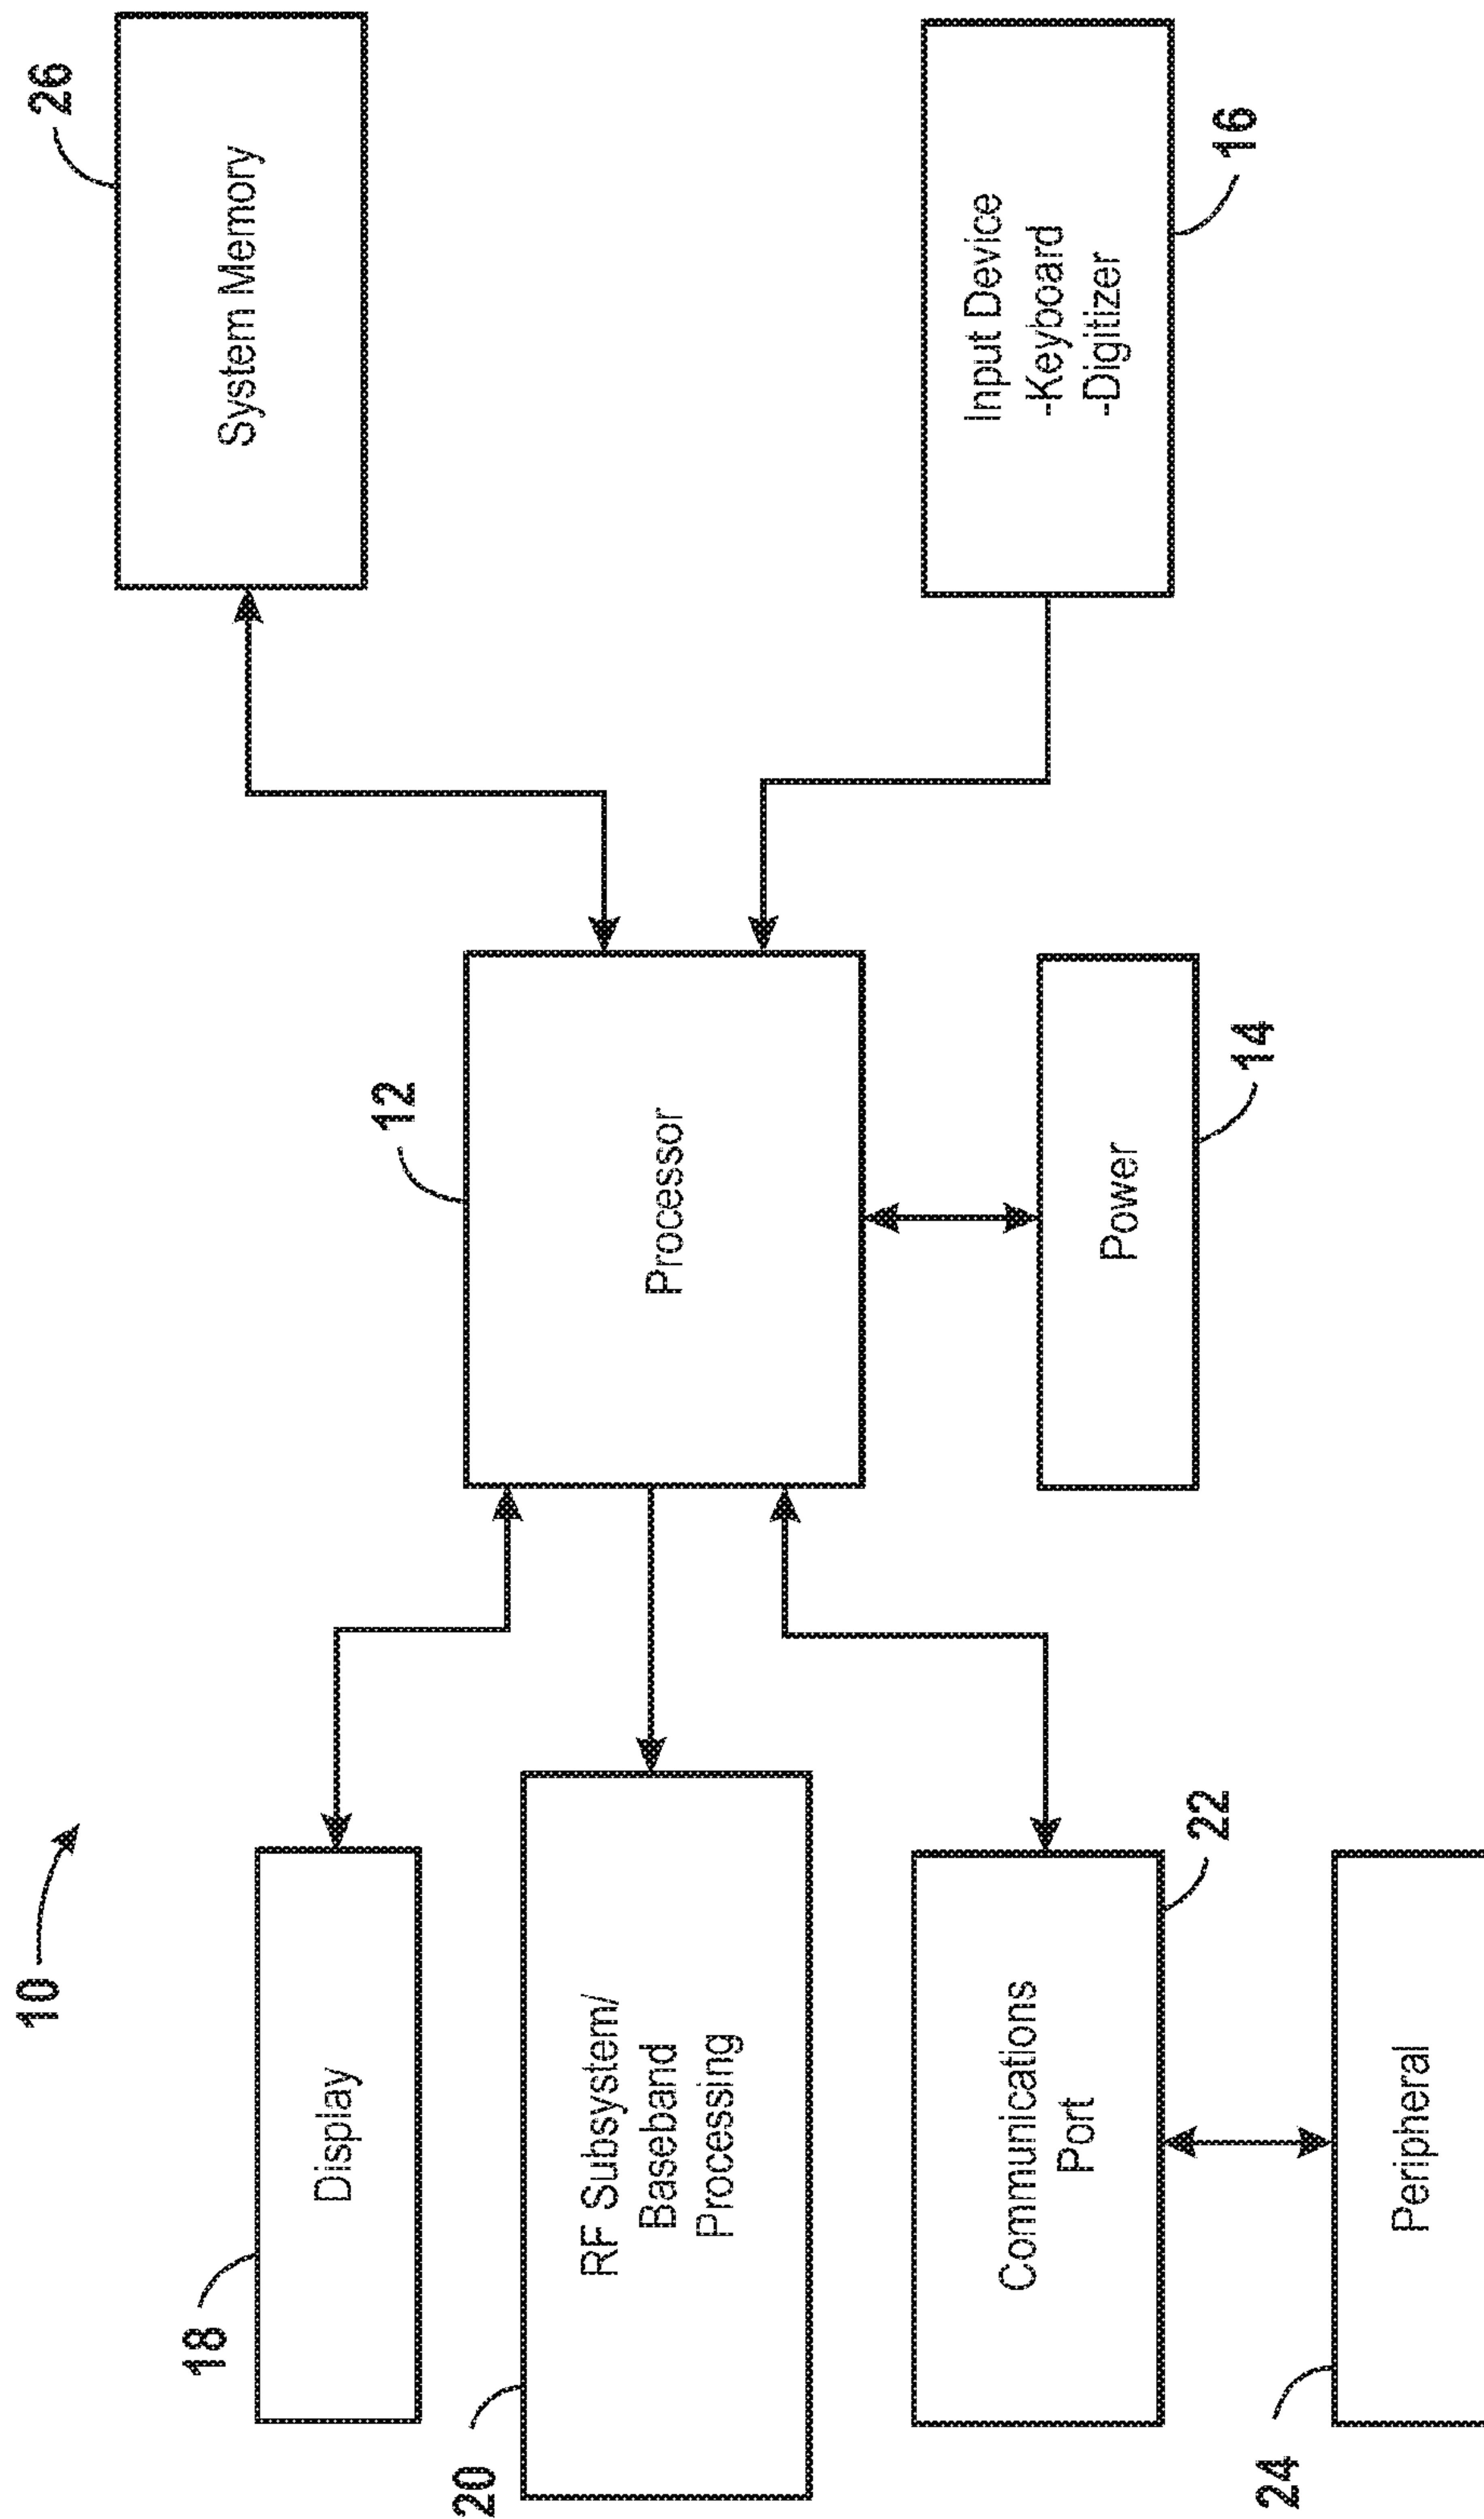 10
18
Display
20
RF Subsystem/
Baseband
Processing
Communications
Port
22
24
Peripheral
12
Processor
Power
14
26
System Memory
Input Device
-Keyboard
-Digitizer
16